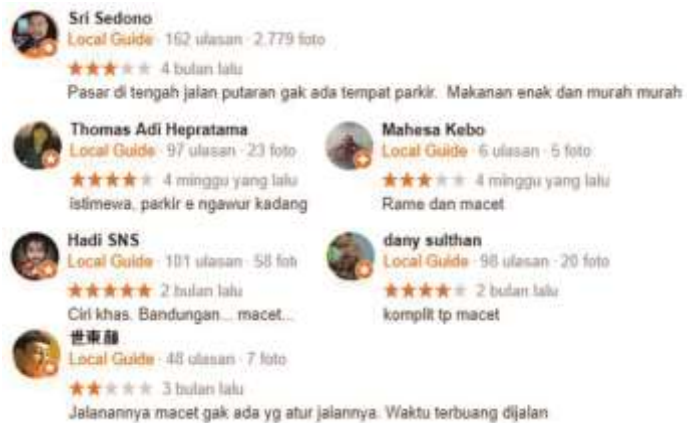 Sri Sedono
Local Guide · 162 ulasan · 2.779 foto
4 bulan lalu
Pasar di tengah jalan putaran gak ada tempat parkir. Makanan enak dan murah murah
Thomas Adi Hepratama
Local Guide · 97 ulasan · 23 foto
4 minggu yang lalu
istimewa, parkir e ngawur kadang
Mahesa Kebo
Local Guide · 6 ulasan · 5 foto
4 minggu yang lalu
Rame dan macet
Hadi SNS
Local Guide · 101 ulasan · 58 foto
2 bulan lalu
Ciri khas. Bandungan... macet...
dany sulthan
Local Guide · 98 ulasan · 20 foto
2 bulan lalu
komplit tp macet
世東顔
Local Guide · 48 ulasan · 7 foto
3 bulan lalu
Jalanannya macet gak ada yg atur jalannya. Waktu terbuang dijalan